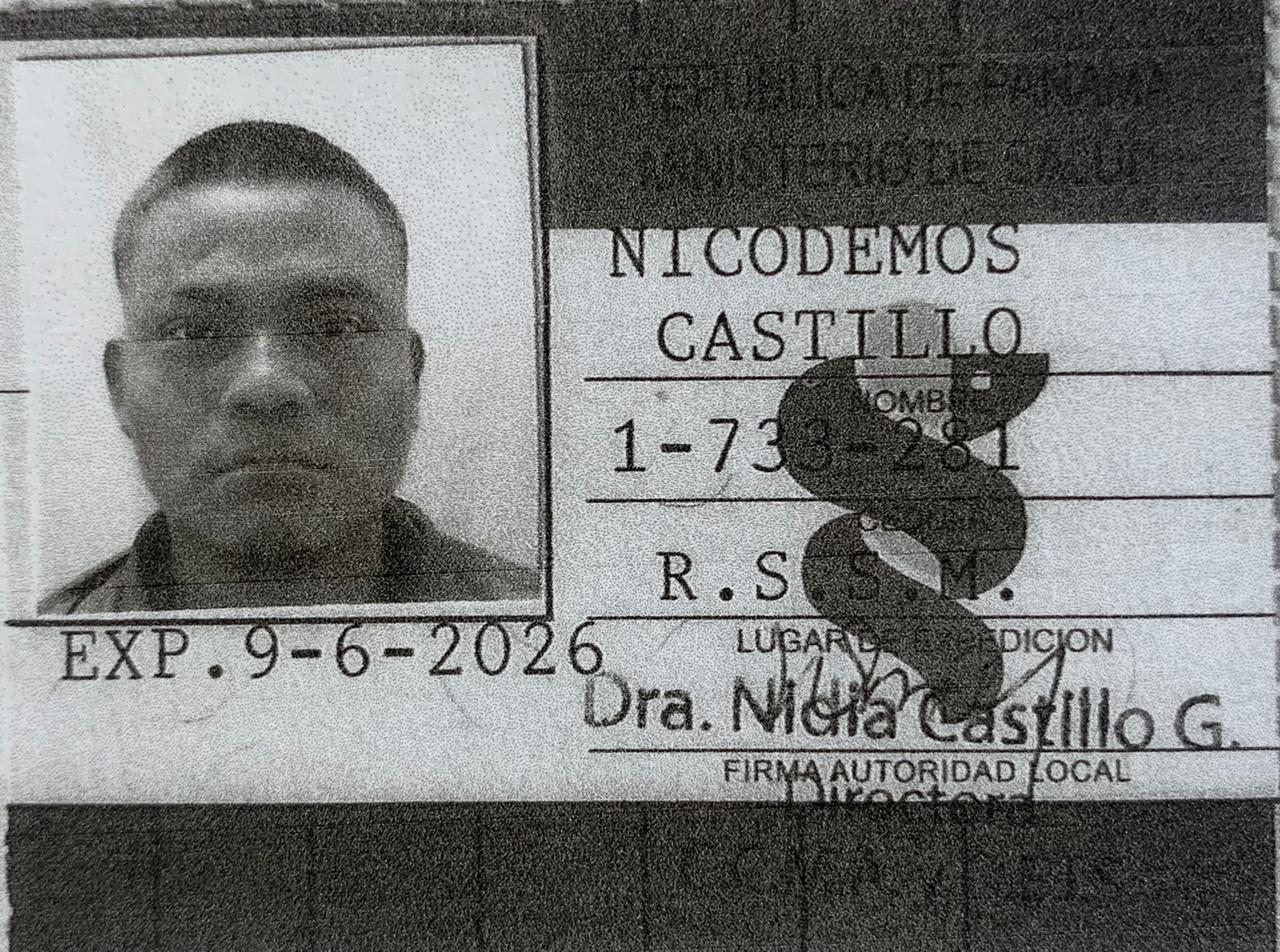 REPUBLICA DE PANAMA
MINISTERIO DE SALUD
NICODEMOS
CASTILLO
NOMBRE
1-733-281
CEDULA
R.S.S.M.
LUGAR DE EXPEDICION
EXP.9-6-2026
Dra. Nidia Castillo G.
FIRMA AUTORIDAD LOCAL
Directora